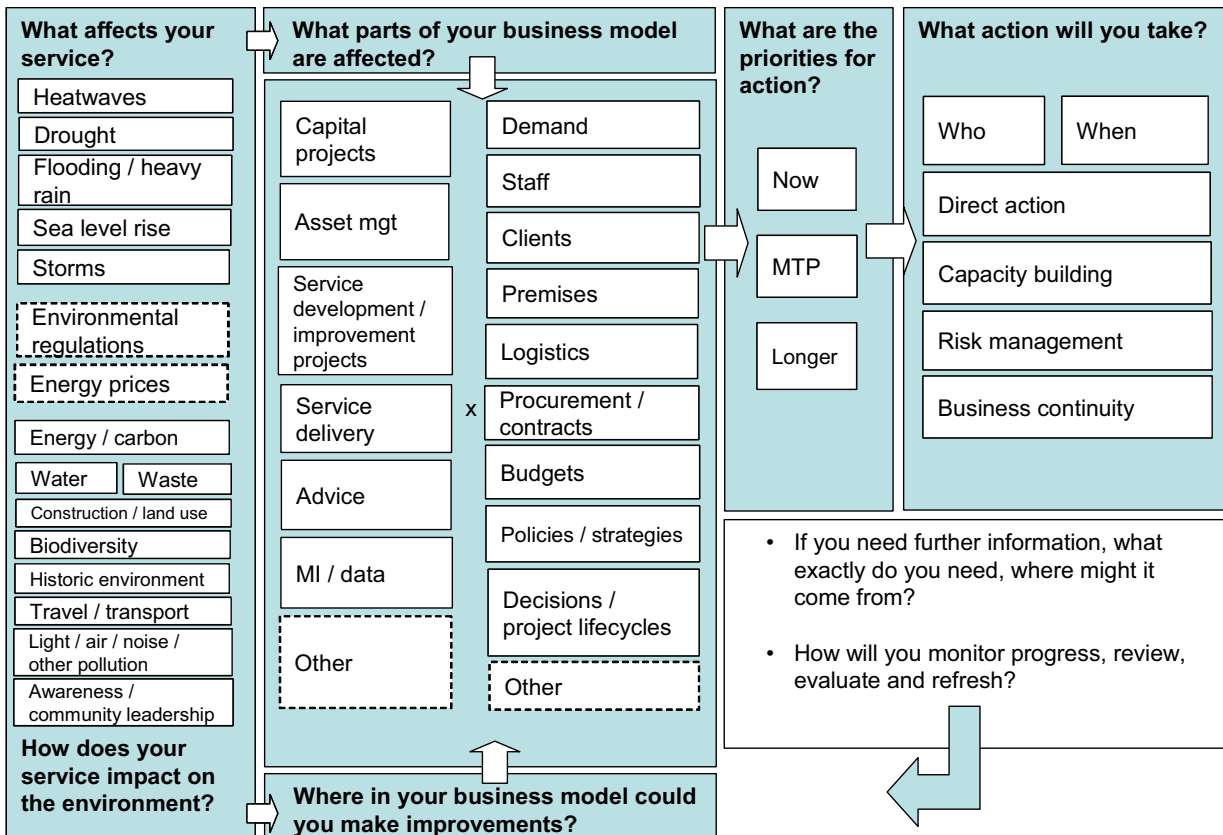 What affects your
service?
Heatwaves
Drought
Flooding / heavy
rain
Sea level rise
Storms
Environmental
regulations
Energy prices
Energy / carbon
Water
Waste
Construction / land use
Biodiversity
Historic environment
Travel / transport
Light / air / noise /
other pollution
Awareness /
community leadership
How does your
service impact on
the environment?
What parts of your business model
are affected?
Capital
projects
Asset mgt
Service
development /
improvement
projects
Service
delivery
Advice
MI / data
Other
x
Demand
Staff
Clients
Premises
Logistics
Procurement /
contracts
Budgets
Policies / strategies
Decisions /
project lifecycles
Other
Where in your business model could
you make improvements?
What are the
priorities for
action?
Now
MTP
Longer
What action will you take?
Who
When
Direct action
Capacity building
Risk management
Business continuity
• If you need further information, what
exactly do you need, where might it
come from?
• How will you monitor progress, review,
evaluate and refresh?